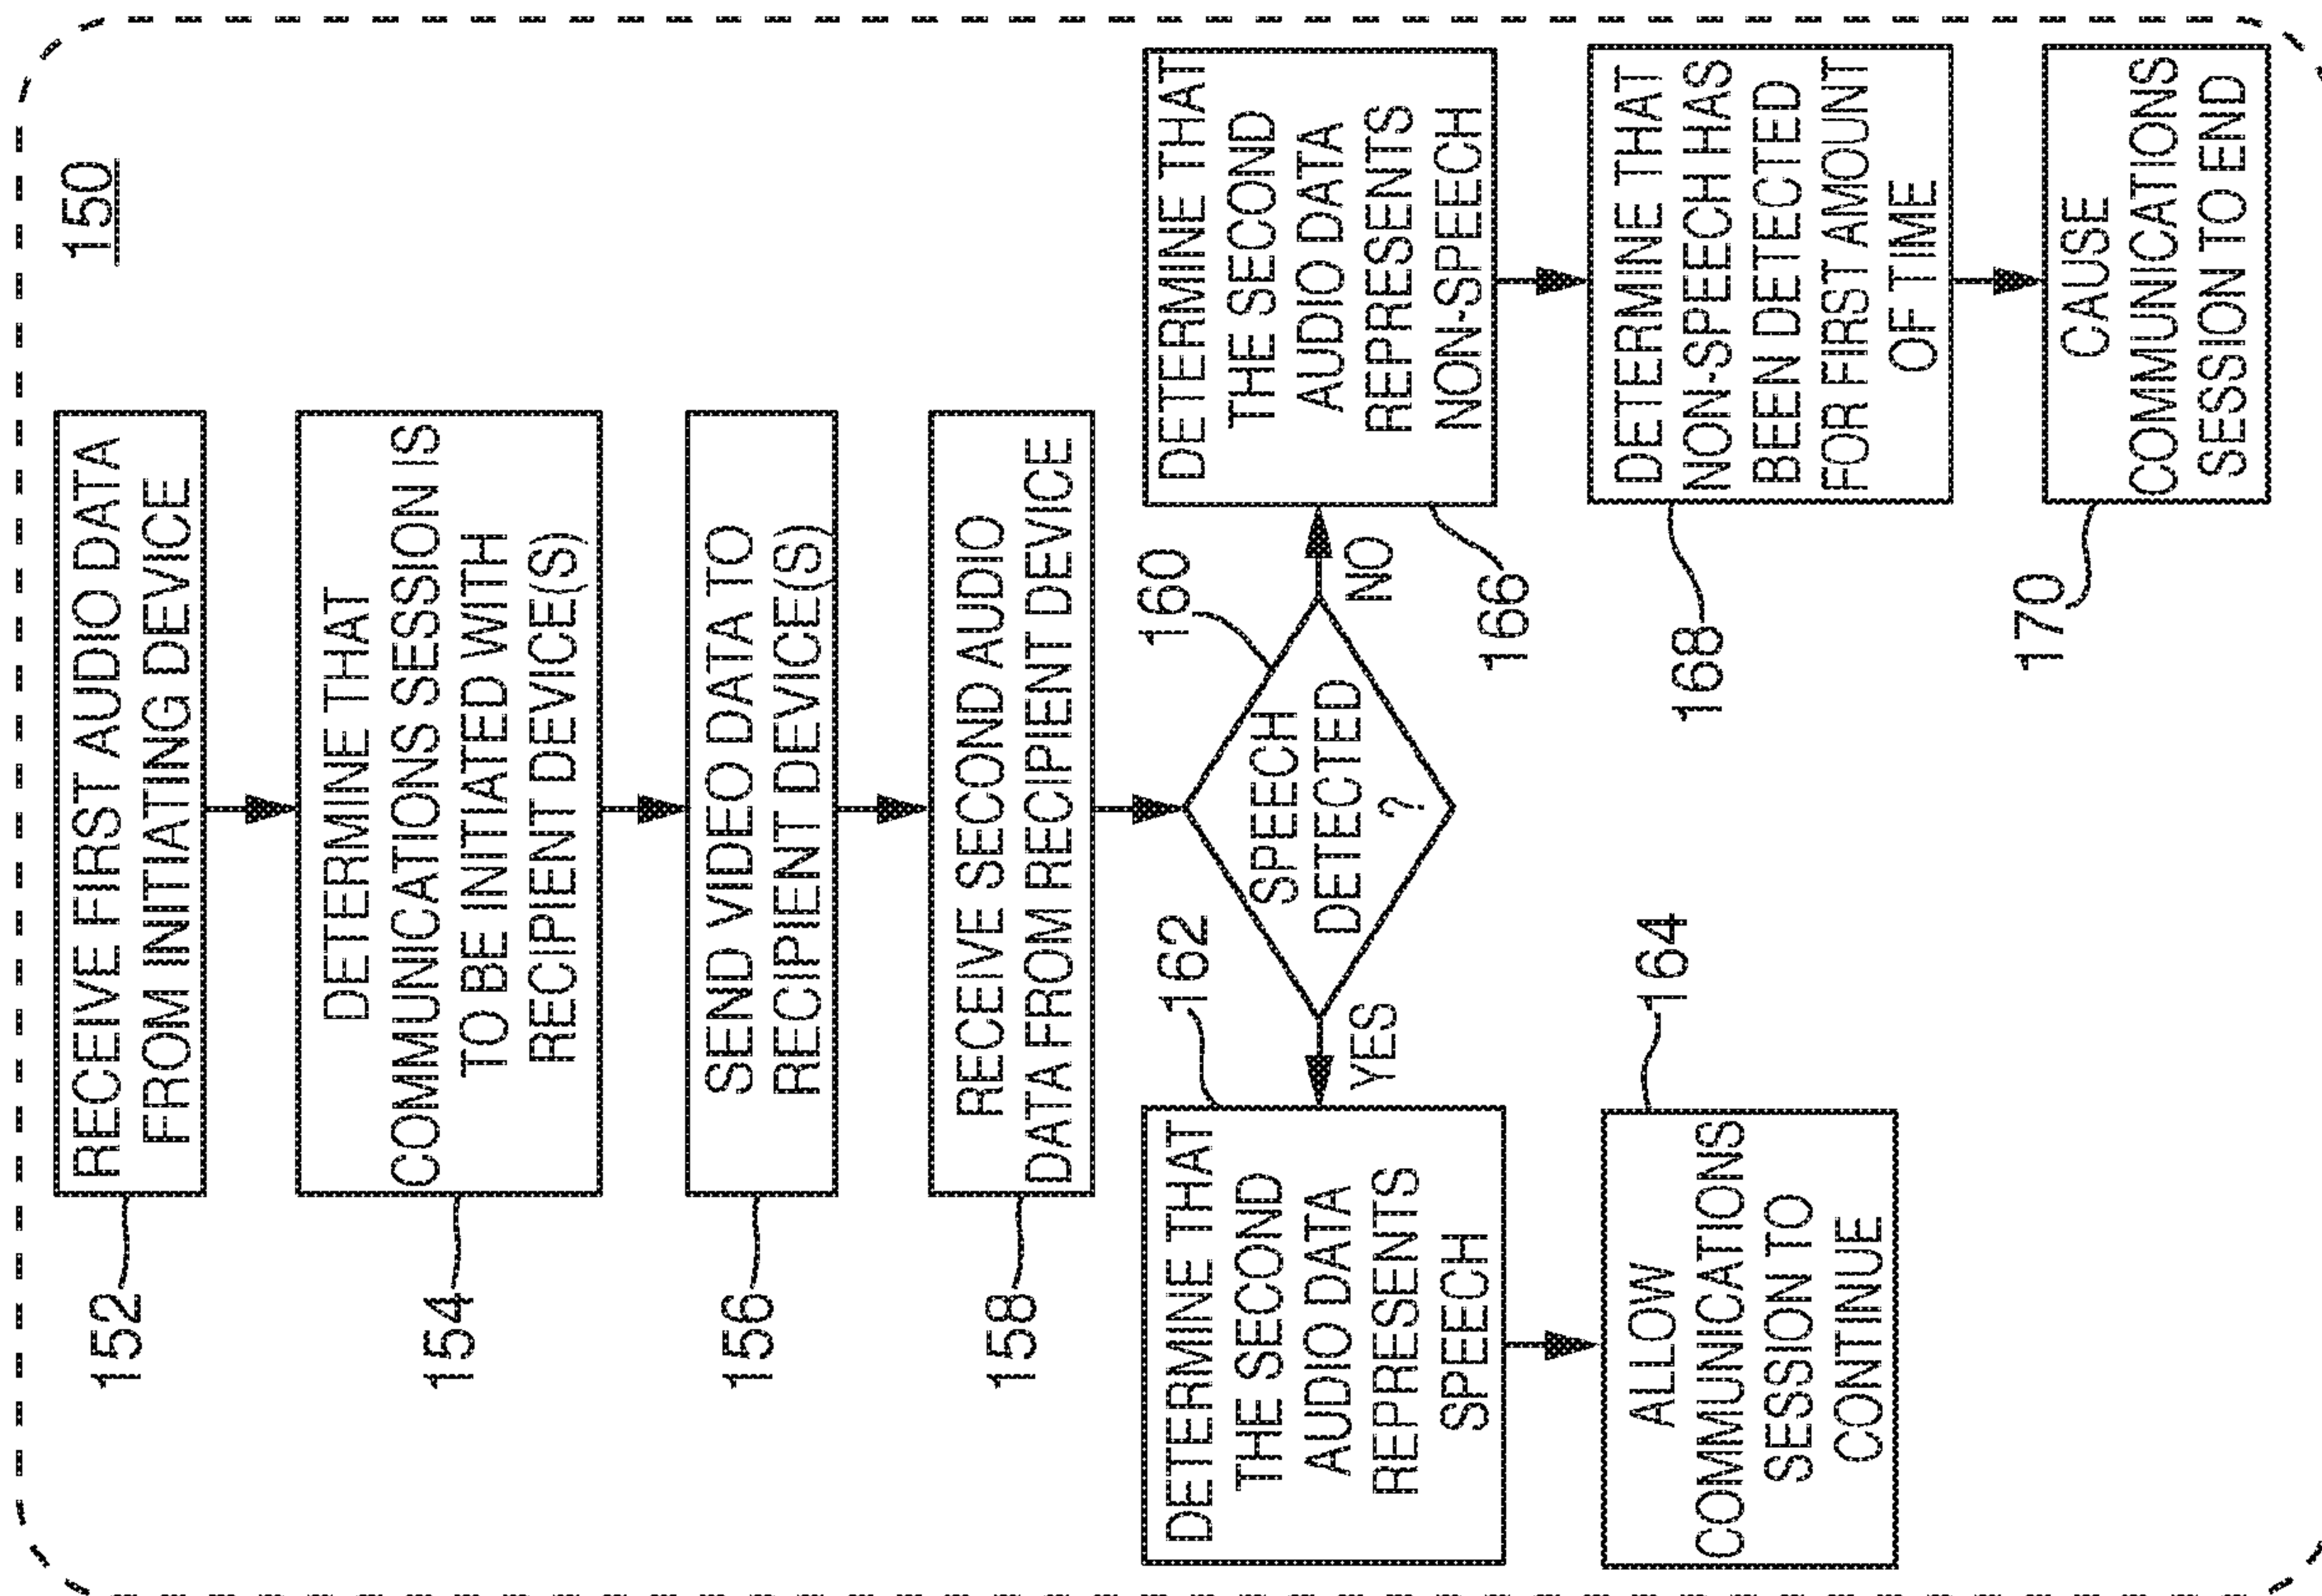 150
152
RECEIVE FIRST AUDIO DATA
FROM INITIATING DEVICE
154
DETERMINE THAT
COMMUNICATIONS SESSION IS
TO BE INITIATED WITH
RECIPIENT DEVICE(S)
156
SEND VIDEO DATA TO
RECIPIENT DEVICE(S)
158
RECEIVE SECOND AUDIO
DATA FROM RECIPIENT DEVICE
160
SPEECH
DETECTED
?
YES
NO
162
DETERMINE THAT
THE SECOND
AUDIO DATA
REPRESENTS
SPEECH
164
ALLOW
COMMUNICATIONS
SESSION TO
CONTINUE
166
DETERMINE THAT
THE SECOND
AUDIO DATA
REPRESENTS
NON-SPEECH
168
DETERMINE THAT
NON-SPEECH HAS
BEEN DETECTED
FOR FIRST AMOUNT
OF TIME
170
CAUSE
COMMUNICATIONS
SESSION TO END